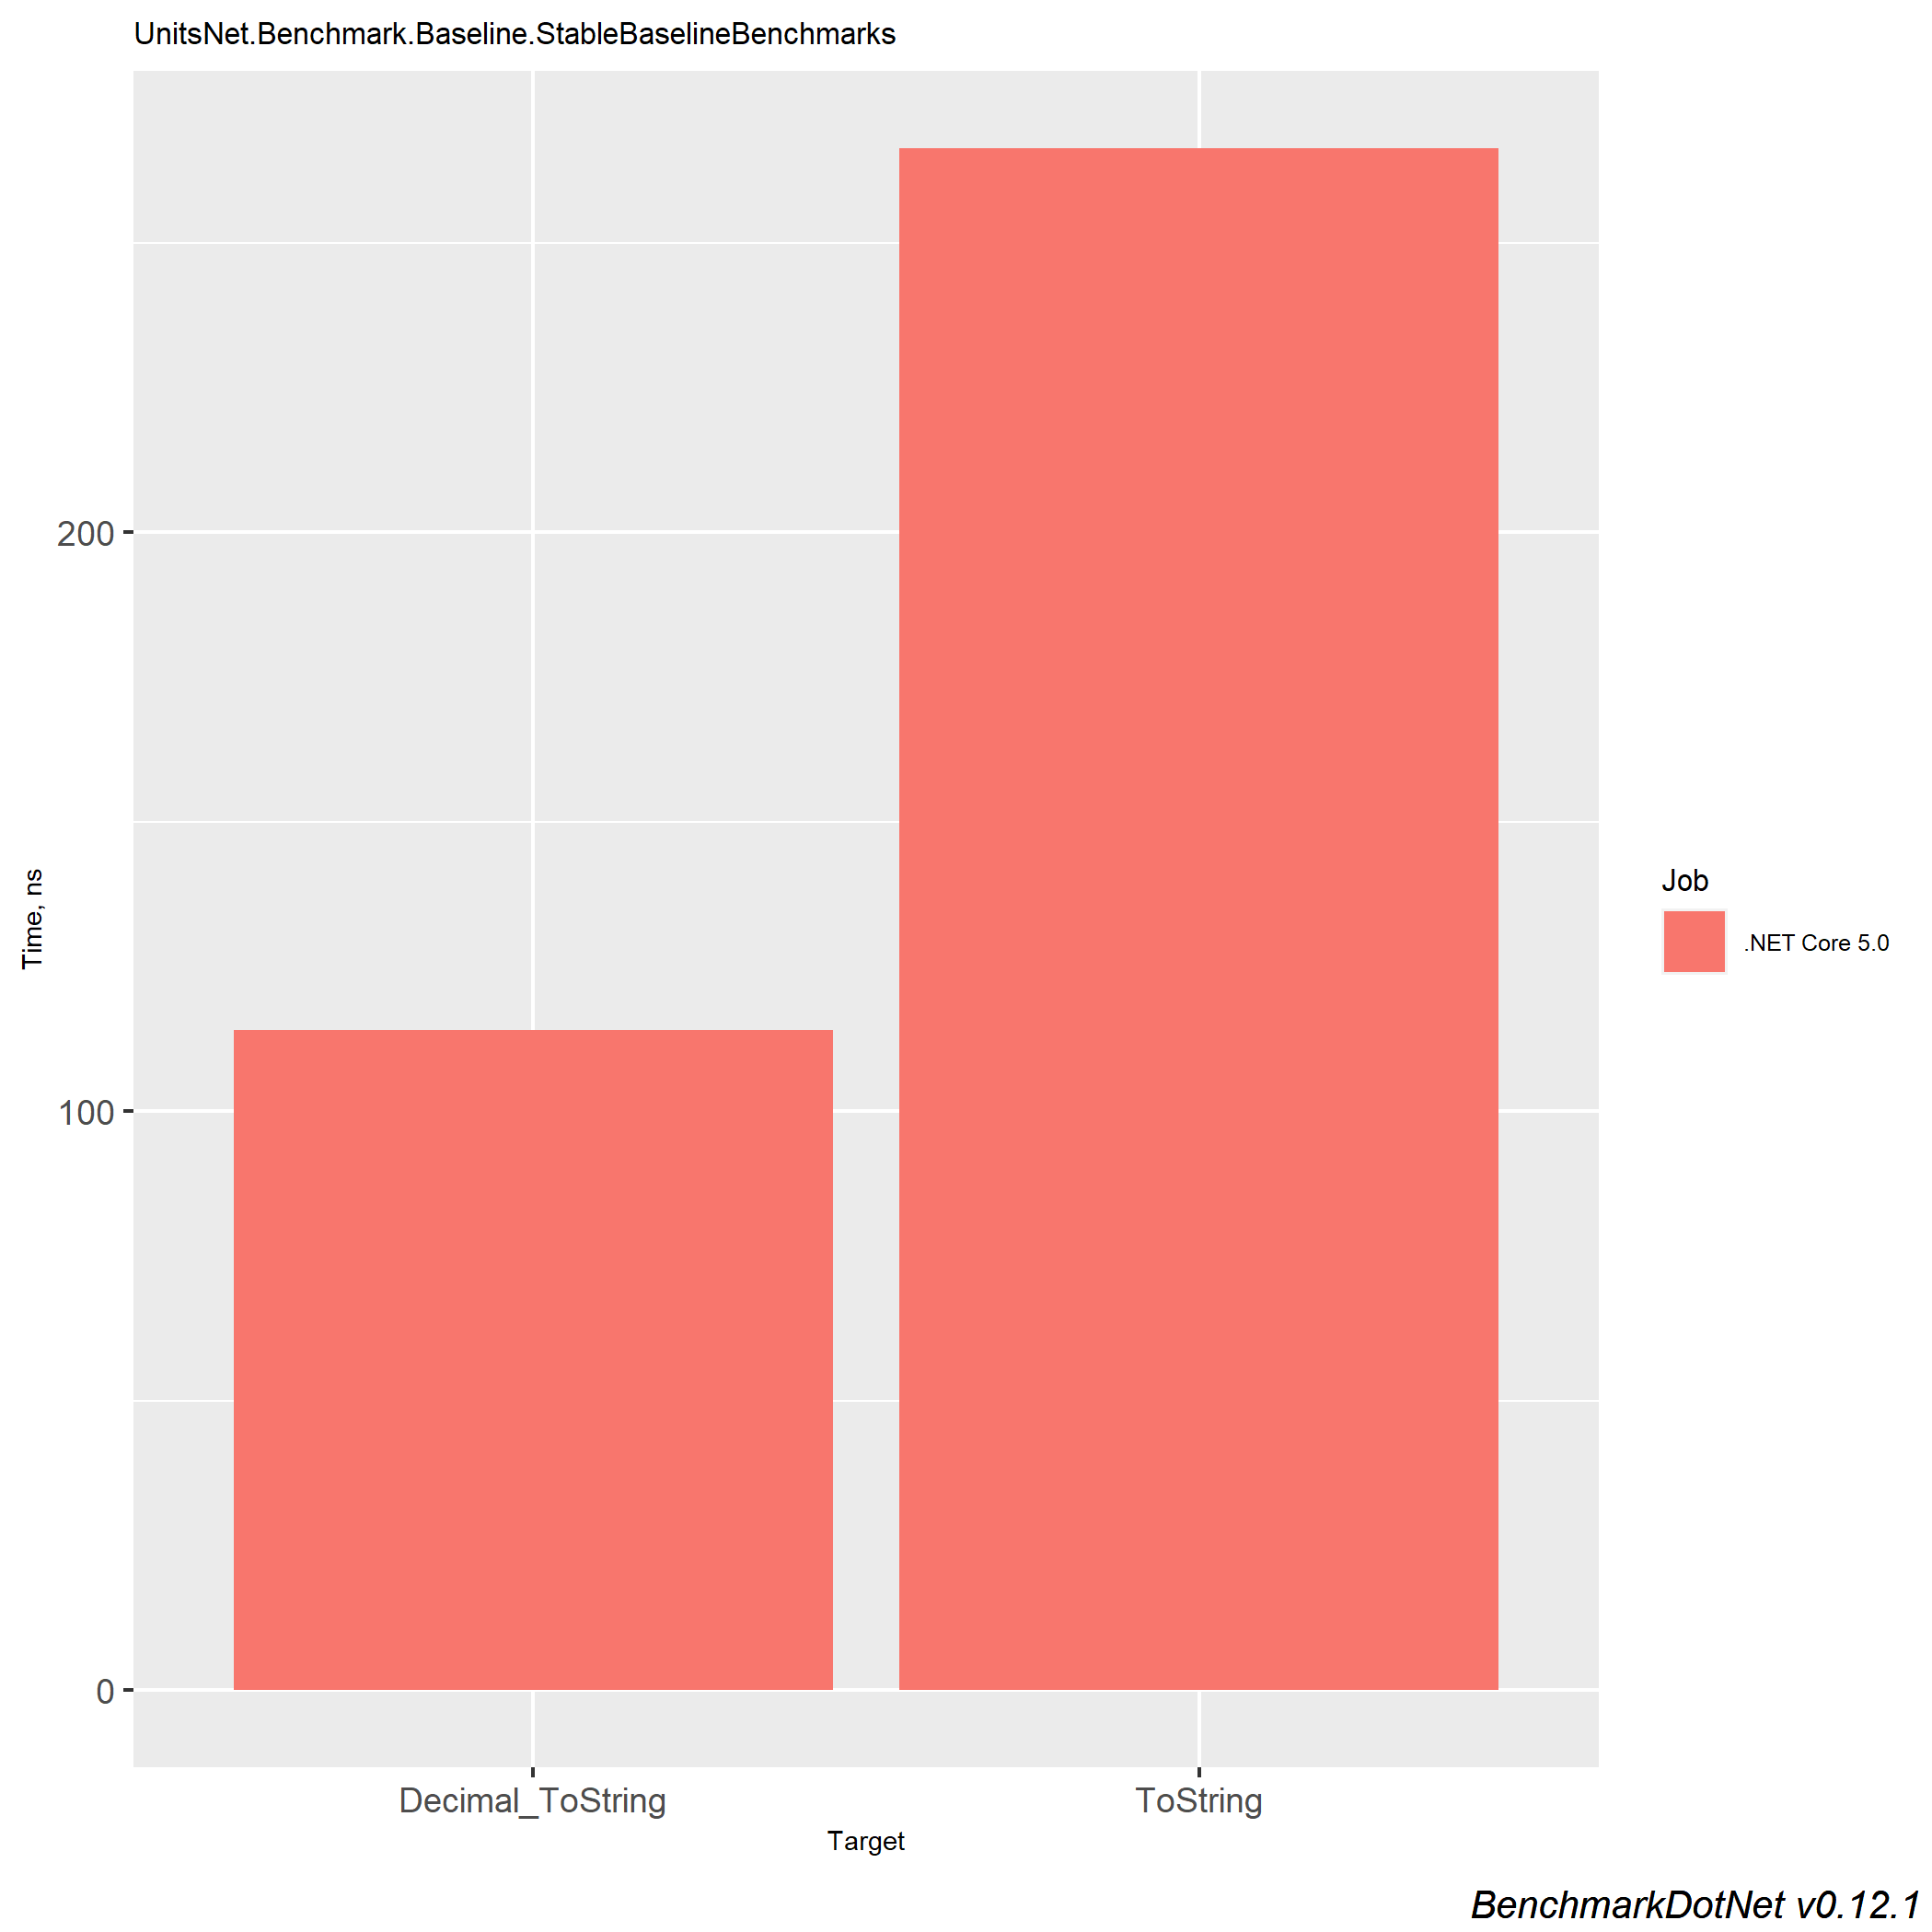 UnitsNet.Benchmark.Baseline.StableBaselineBenchmarks
Time, ns
200
100
0
Decimal_ToString
ToString
Target
Job
.NET Core 5.0
BenchmarkDotNet v0.12.1